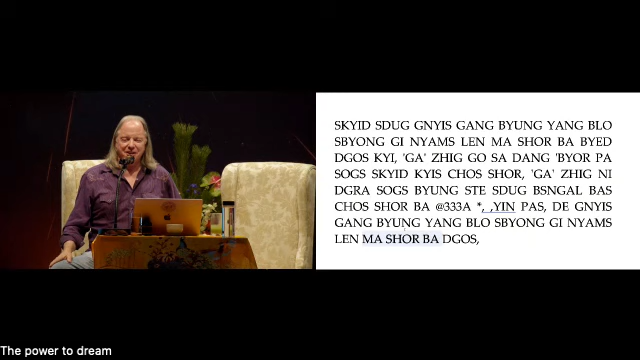 SKYID SDUG GNYIS GANG BYUNG YANG BLO
SBYONG GI NYAMS LEN MA SHOR BA BYED
DGOS KYI, 'GA' ZHIG GO SA DANG 'BYOR PA
SOGS SKYID KYIS CHOS SHOR, 'GA' ZHIG NI
DGRA SOGS BYUNG STE SDUG BSNGAL BAS
CHOS SHOR BA @333A *, ,YIN PAS, DE GNYIS
GANG BYUNG YANG BLO SBYONG GI NYAMS
LEN MA SHOR BA DGOS,
The power to dream